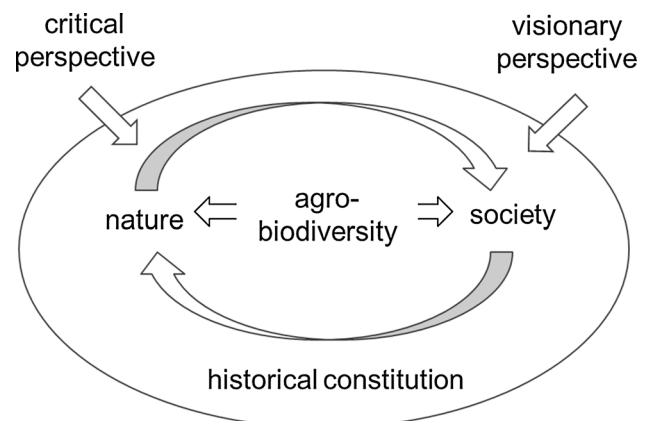 critical
perspective
visionary
perspective
nature
agro-
biodiversity
society
historical constitution